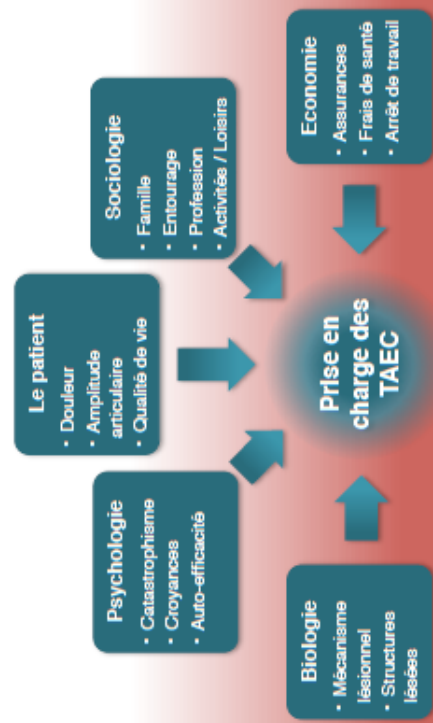 Le patient
• Douleur
• Amplitude
articulaire
• Qualité de vie
Psychologie
• Catastrophisme
• Croyances
• Auto-efficacité
Sociologie
• Famille
• Entourage
• Profession
• Activités / Loisirs
Biologie
• Mécanisme
lésionnel
• Structures
lésées
Prise en
charge des
TAEC
Economie
• Assurances
• Frais de santé
• Arrêt de travail